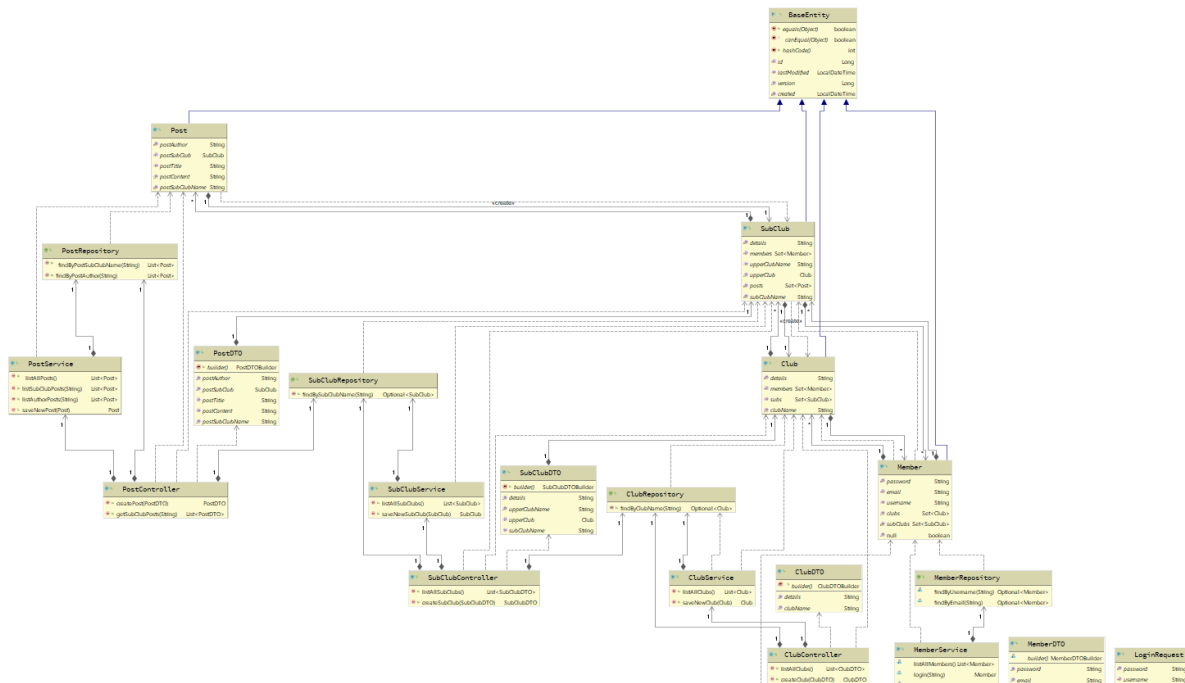 BaseEntity
equals(Object) boolean
canEqual(Object) boolean
hashCode() int
id Long
lastModified LocalDateTime
version Long
created LocalDateTime
Post
postAuthor String
postSubClub SubClub
postTitle String
postContent String
postSubClubName String
«create»
1
1
*
1
SubClub
details String
members Set<Member>
upperClubName String
upperClub Club
posts Set<Post>
subClubName String
PostRepository
findByPostSubClubName(String) List<Post>
findByPostAuthor(String) List<Post>
«create»
PostService
listAllPosts() List<Post>
listSubClubPosts(String) List<Post>
listAuthorPosts(String) List<Post>
saveNewPost(Post) Post
PostDTO
builder() PostDTOBuilder
postAuthor String
postSubClub SubClub
postTitle String
postContent String
postSubClubName String
SubClubRepository
findBySubClubName(String) Optional<SubClub>
Club
details String
members Set<Member>
subs Set<SubClub>
clubName String
PostController
createPost(PostDTO) PostDTO
getSubClubPosts(String) List<PostDTO>
SubClubService
listAllSubClubs() List<SubClub>
saveNewSubClub(SubClub) SubClub
SubClubDTO
builder() SubClubDTOBuilder
details String
upperClubName String
upperClub Club
subClubName String
ClubRepository
findByClubName(String) Optional<Club>
Member
password String
email String
username String
clubs Set<Club>
subClubs Set<SubClub>
null boolean
SubClubController
listAllSubClubs() List<SubClubDTO>
createSubClub(SubClubDTO) SubClubDTO
ClubService
listAllClubs() List<Club>
saveNewClub(Club) Club
ClubDTO
builder() ClubDTOBuilder
details String
clubName String
MemberRepository
findByUsername(String) Optional<Member>
findByEmail(String) Optional<Member>
ClubController
listAllClubs() List<ClubDTO>
createClub(ClubDTO) ClubDTO
MemberService
listAllMembers() List<Member>
login(String) Member
MemberDTO
builder() MemberDTOBuilder
password String
email String
LoginRequest
password String
username String